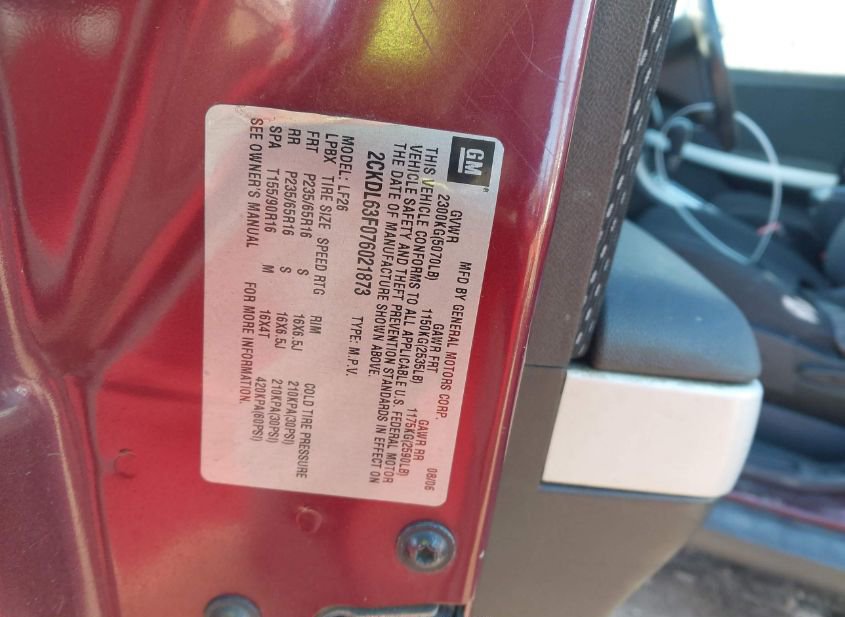 GM
MFD BY GENERAL MOTORS CORP. 08/06
GVWR GAWR FRT GAWR RR
2300KG(5070LB) 1150KG(2535LB) 1175KG(2590LB)
THIS VEHICLE CONFORMS TO ALL APPLICABLE U.S. FEDERAL MOTOR
VEHICLE SAFETY AND THEFT PREVENTION STANDARDS IN EFFECT ON
THE DATE OF MANUFACTURE SHOWN ABOVE.
2CKDL63F076021873 TYPE: M.P.V.
MODEL: LF26
LPBX TIRE SIZE SPEED RTG RIM COLD TIRE PRESSURE
FRT P235/65R16 S 16X6.5J 210KPA(30PSI)
RR P235/65R16 S 16X6.5J 210KPA(30PSI)
SPA T155/90R16 M 16X4T 420KPA(60PSI)
SEE OWNER'S MANUAL FOR MORE INFORMATION.